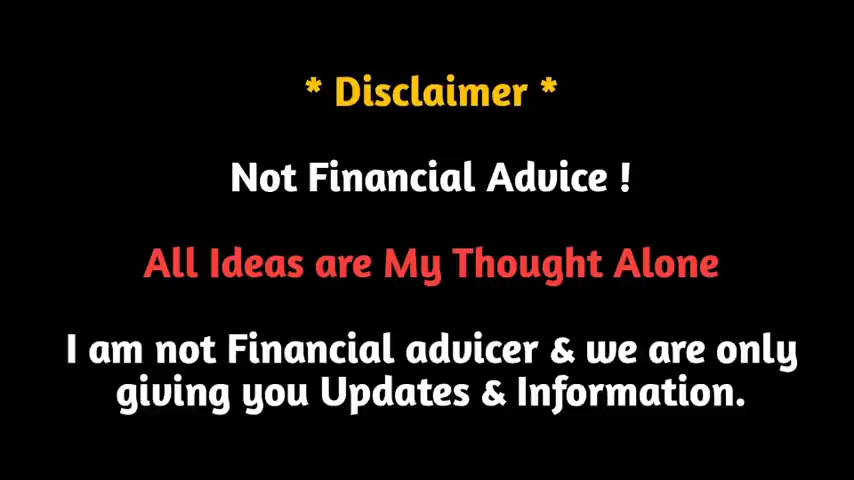 * Disclaimer *
Not Financial Advice !
All Ideas are My Thought Alone
I am not Financial advicer & we are only
giving you Updates & Information.